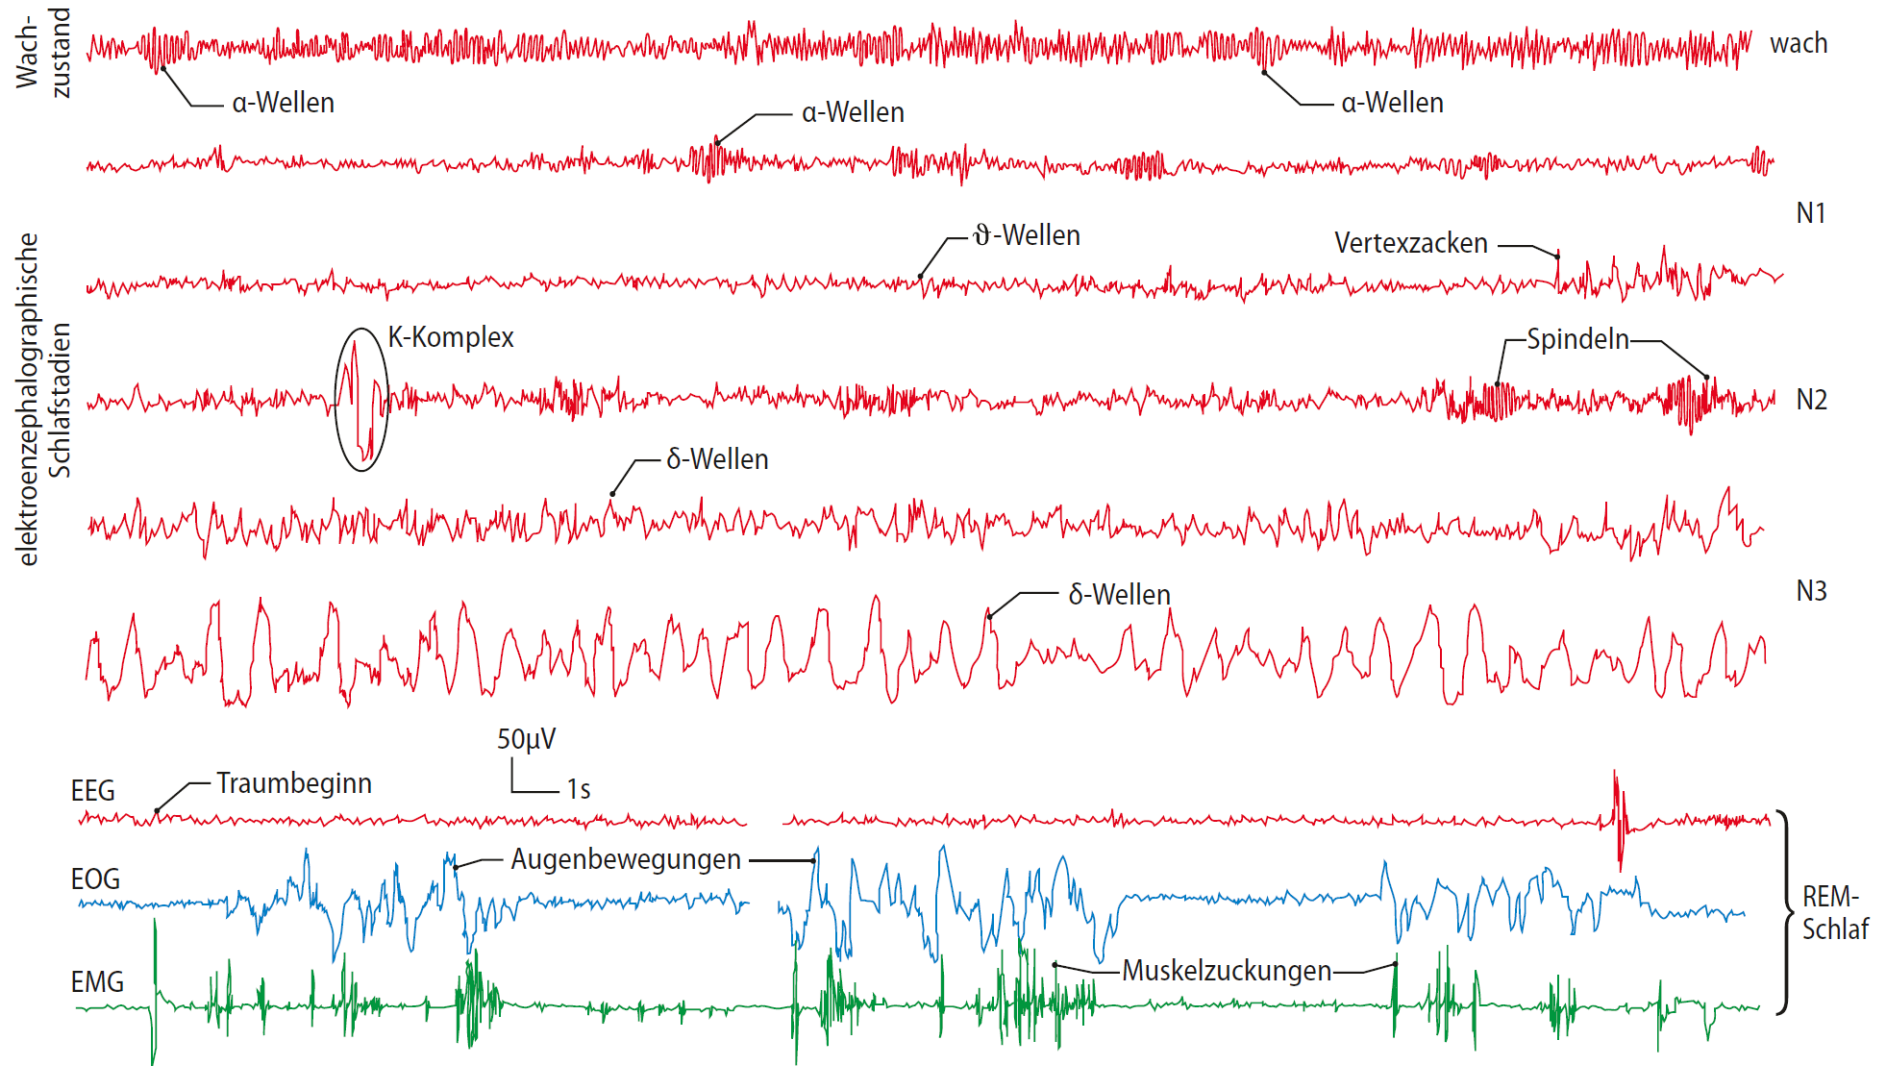 Wach-
zustand
wach
α-Wellen
α-Wellen
α-Wellen
N1
ϑ-Wellen
Vertexzacken
elektroenzephalographische
Schlafstadien
K-Komplex
Spindeln
N2
δ-Wellen
δ-Wellen
N3
50µV
1s
EEG
Traumbeginn
EOG
Augenbewegungen
REM-
Schlaf
EMG
Muskelzuckungen